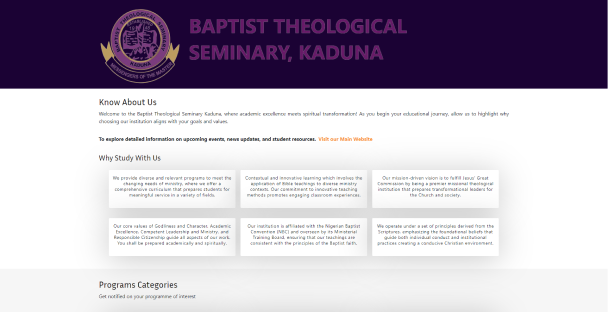 BAPTIST THEOLOGICAL
SEMINARY, KADUNA
KADUNA
Know About Us
Welcome to the Baptist Theological Seminary Kaduna, where academic excellence meets spiritual transformation! As you begin your educational journey, allow us to highlight why
choosing our institution aligns with your goals and values.
To explore detailed information on upcoming events, news updates, and student resources. Visit our Main Website
Why Study With Us
We provide diverse and relevant programs to meet the
changing needs of ministry, where we offer a
comprehensive curriculum that prepares students for
meaningful service in a variety of fields.
Contextual and innovative learning which involves the
application of Bible teachings to diverse ministry
contexts. Our commitment to innovative teaching
methods promotes engaging classroom experiences.
Our mission-driven vision is to fulfill Jesus' Great
Commission by being a premier missional theological
institution that prepares transformational leaders for
the Church and society.
Our core values of Godliness and Character, Academic
Excellence, Competent Leadership and Ministry, and
Responsible Citizenship guide all aspects of our work.
You shall be prepared academically and spiritually.
Our institution is affiliated with the Nigerian Baptist
Convention (NBC) and overseen by its Ministerial
Training Board, ensuring that our teachings are
consistent with the principles of the Baptist faith.
We operate under a set of principles derived from the
Scriptures, emphasizing the foundational beliefs that
guide both individual conduct and institutional
practices creating a conducive Christian environment.
Programs Categories
Get notified on your programme of interest